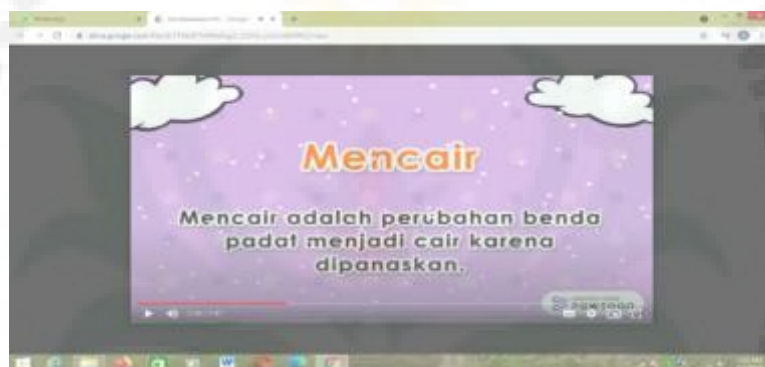 Mencair
Mencair adalah perubahan benda
padat menjadi cair karena
dipanaskan.
POWTOON